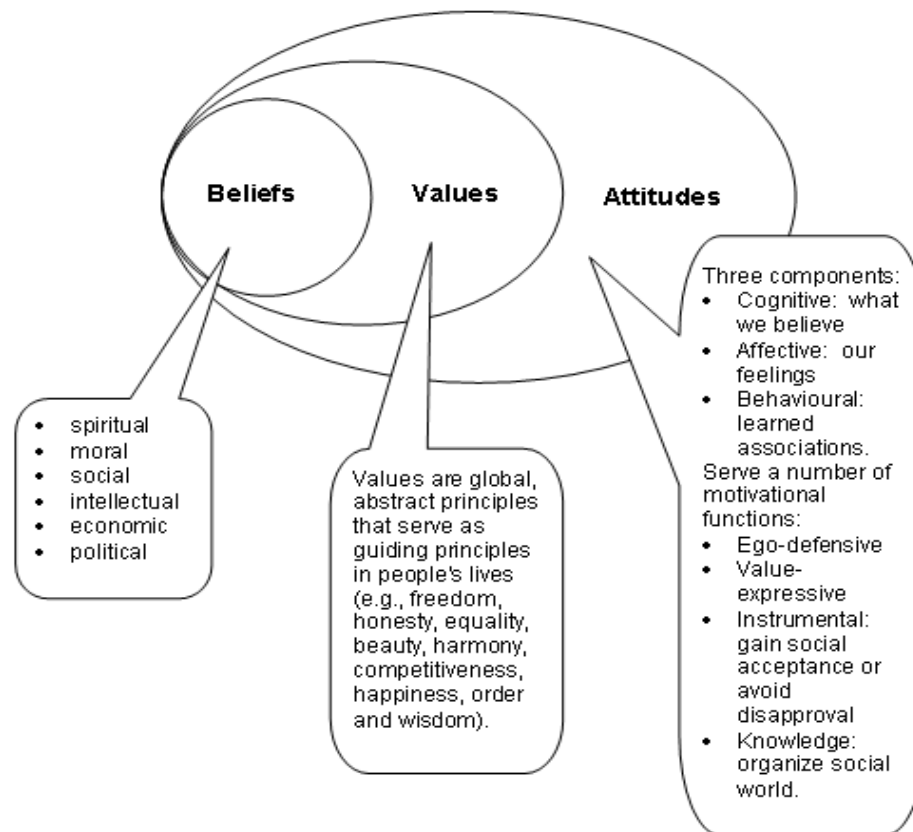 Beliefs
Values
Attitudes
• spiritual
• moral
• social
• intellectual
• economic
• political
Values are global,
abstract principles
that serve as
guiding principles
in people's lives
(e.g., freedom,
honesty, equality,
beauty, harmony,
competitiveness,
happiness, order
and wisdom).
Three components:
• Cognitive: what
we believe
• Affective: our
feelings
• Behavioural:
learned
associations.
Serve a number of
motivational
functions:
• Ego-defensive
• Value-
expressive
• Instrumental:
gain social
acceptance or
avoid
disapproval
• Knowledge:
organize social
world.